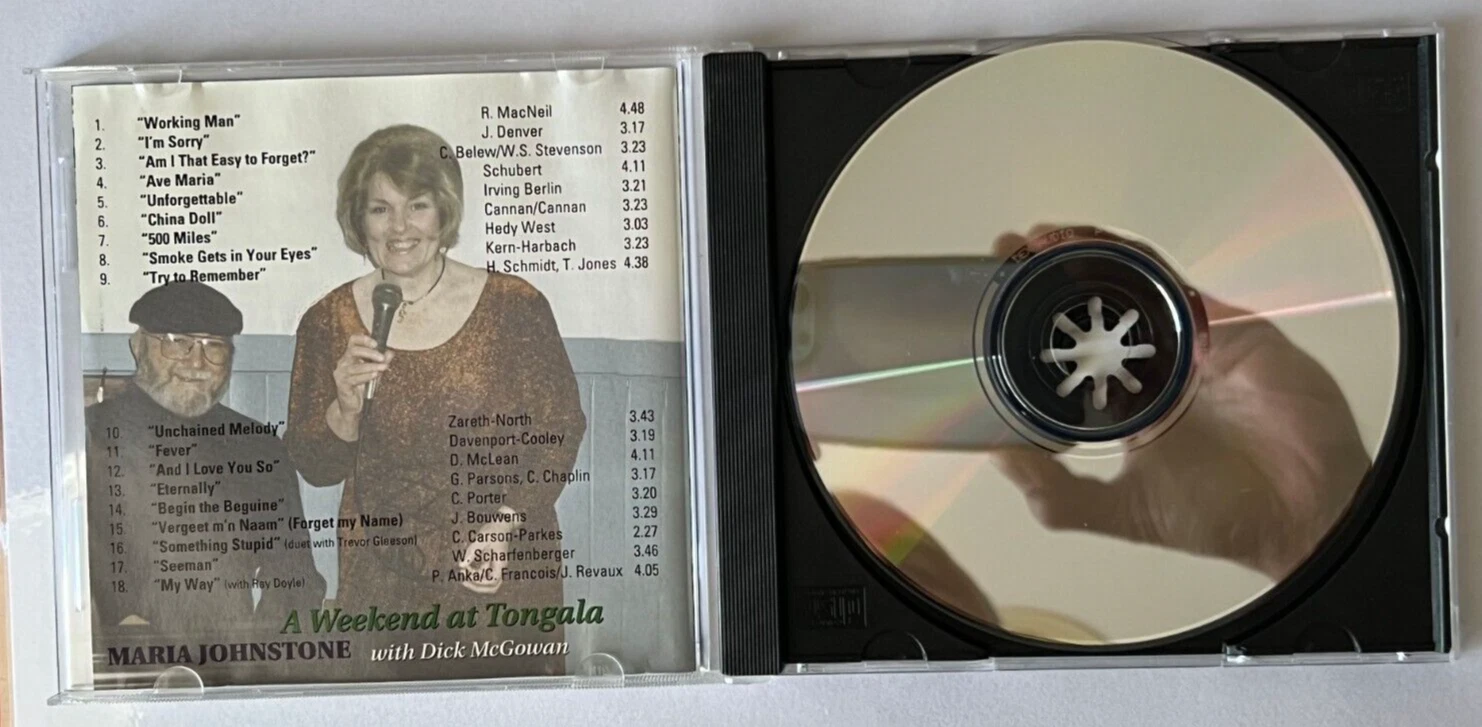 1. "Working Man" R. MacNeil 4.48
2. "I'm Sorry" J. Denver 3.17
3. "Am I That Easy to Forget?" C. Belew/W.S. Stevenson 3.23
4. "Ave Maria" Schubert 4.11
5. "Unforgettable" Irving Berlin 3.21
6. "China Doll" Cannan/Cannan 3.23
7. "500 Miles" Hedy West 3.03
8. "Smoke Gets in Your Eyes" Kern-Harbach 3.23
9. "Try to Remember" H. Schmidt, T. Jones 4.38
10. "Unchained Melody" Zareth-North 3.43
11. "Fever" Davenport-Cooley 3.19
12. "And I Love You So" D. McLean 4.11
13. "Eternally" G. Parsons, C. Chaplin 3.17
14. "Begin the Beguine" C. Porter 3.20
15. "Vergeet m'n Naam" (Forget my Name) J. Bouwens 3.29
16. "Something Stupid" (duet with Trevor Gleeson) C. Carson-Parkes 2.27
17. "Seeman" W. Scharfenberger 3.46
18. "My Way" (with Ray Doyle) P. Anka/C. Francois/J. Revaux 4.05
A Weekend at Tongala
MARIA JOHNSTONE with Dick McGowan